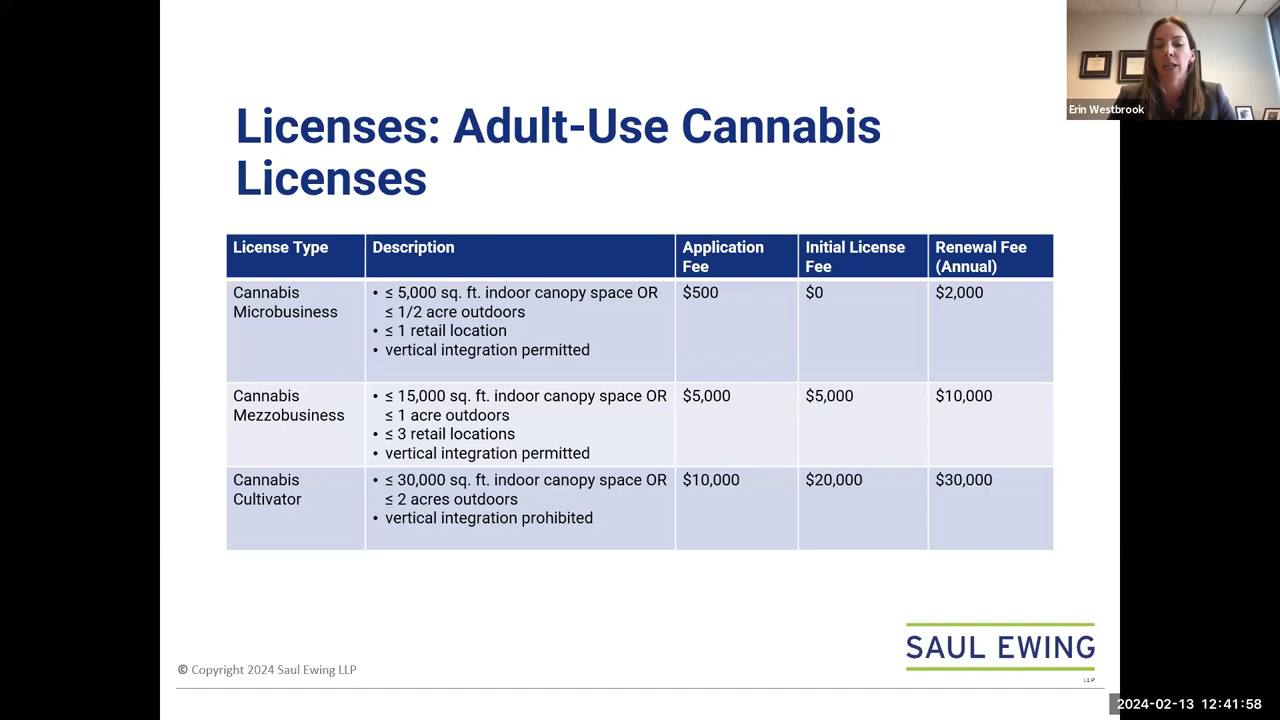 Erin Westbrook
Licenses: Adult-Use Cannabis
Licenses
License Type
Description
Application
Fee
Initial License
Fee
Renewal Fee
(Annual)
Cannabis
Microbusiness
• ≤ 5,000 sq. ft. indoor canopy space OR
≤ 1/2 acre outdoors
• ≤ 1 retail location
• vertical integration permitted
$500
$0
$2,000
Cannabis
Mezzobusiness
• ≤ 15,000 sq. ft. indoor canopy space OR
≤ 1 acre outdoors
• ≤ 3 retail locations
• vertical integration permitted
$5,000
$5,000
$10,000
Cannabis
Cultivator
• ≤ 30,000 sq. ft. indoor canopy space OR
≤ 2 acres outdoors
• vertical integration prohibited
$10,000
$20,000
$30,000
SAUL EWING
LLP
© Copyright 2024 Saul Ewing LLP
2024-02-13 12:41:58